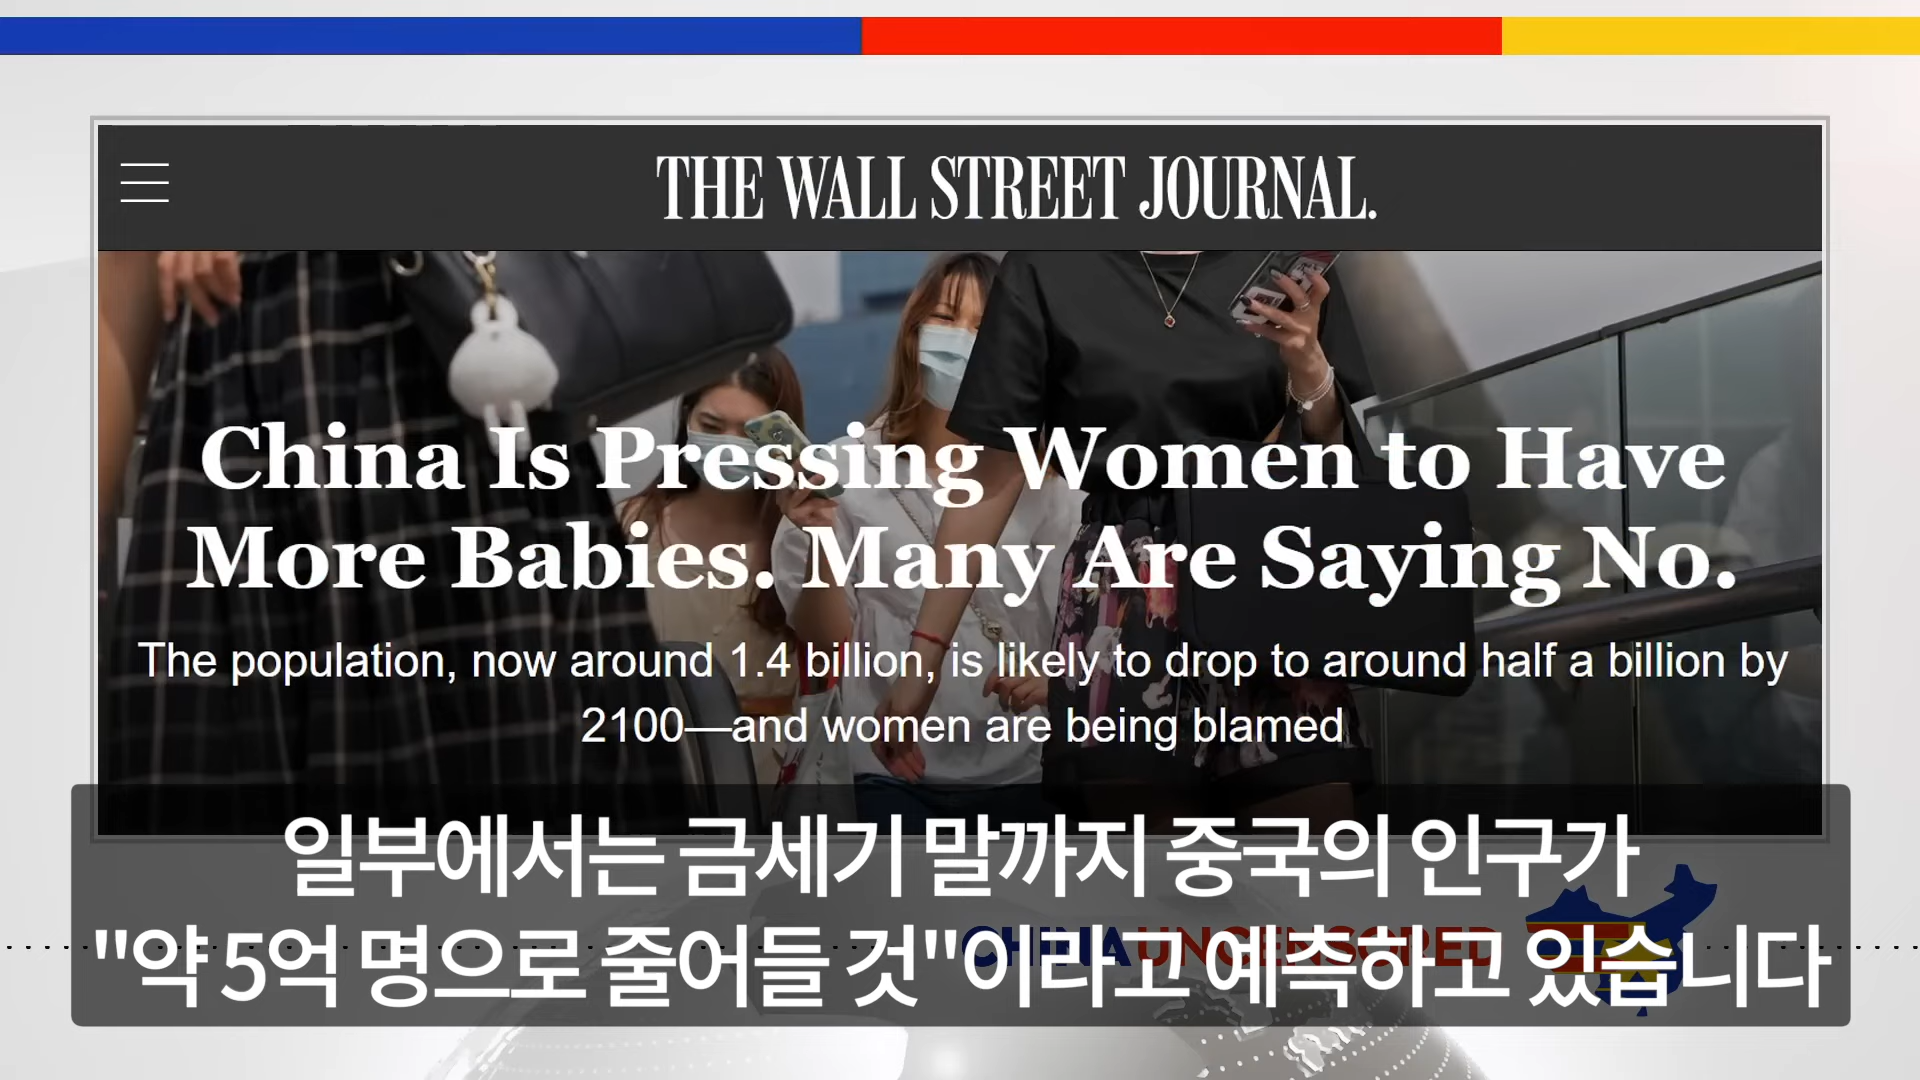 THE WALL STREET JOURNAL.
China Is Pressing Women to Have
More Babies. Many Are Saying No.
The population, now around 1.4 billion, is likely to drop to around half a billion by
2100—and women are being blamed
일부에서는 금세기 말까지 중국의 인구가
"약 5억 명으로 줄어들 것"이라고 예측하고 있습니다
CHINA UNCENSORED